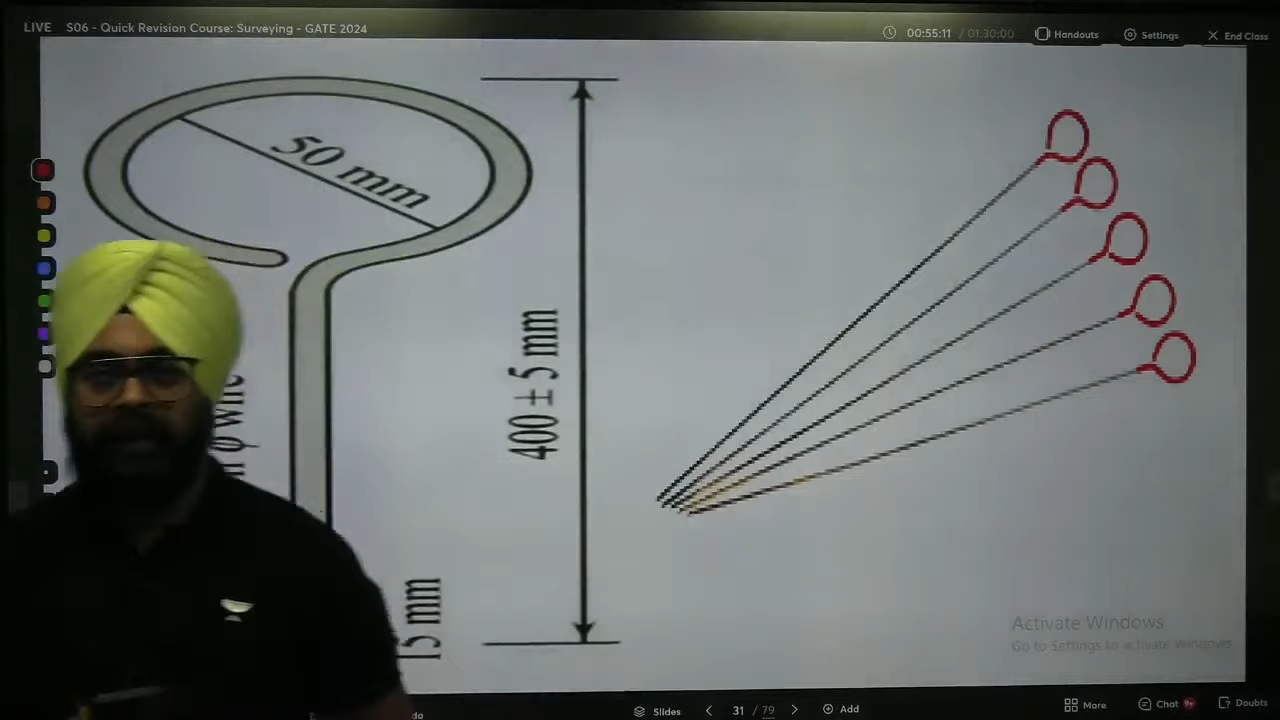 LIVE S06 - Quick Revision Course: Surveying - GATE 2024
00:55:11 / 01:30:00 Handouts Settings End Class
50 mm
400 ± 5 mm
φ wire
15 mm
Activate Windows
Go to Settings to activate Windows.
Slides 31 / 79 Add
More Chat 9+ Doubts